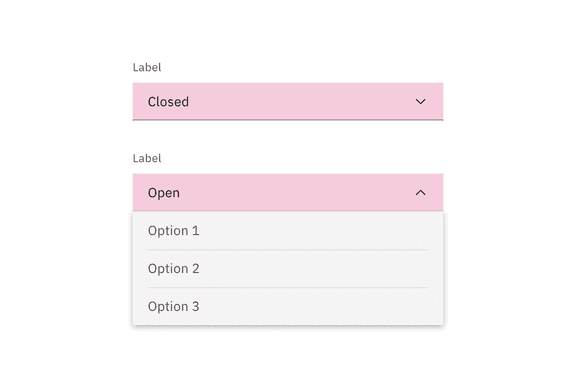 Label
Closed
Label
Open
Option 1
Option 2
Option 3